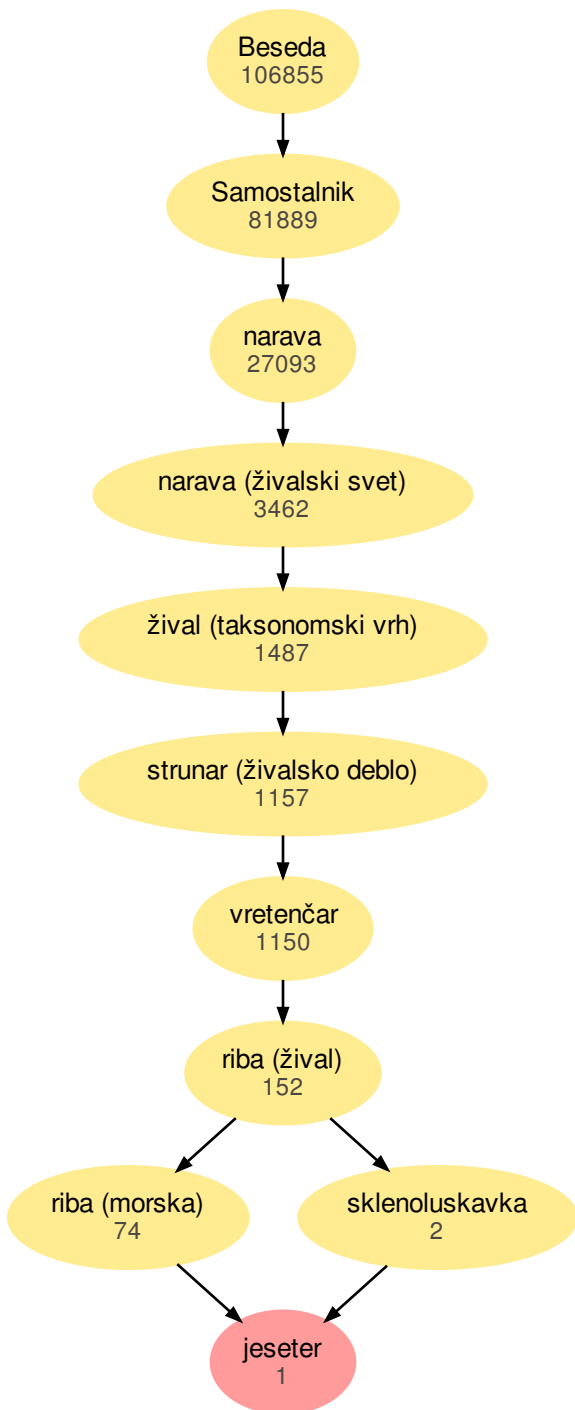 Beseda
106855
Samostalnik
81889
narava
27093
narava (živalski svet)
3462
žival (taksonomski vrh)
1487
strunar (živalsko deblo)
1157
vretenčar
1150
riba (žival)
152
riba (morska)
74
sklenoluskavka
2
jeseter
1